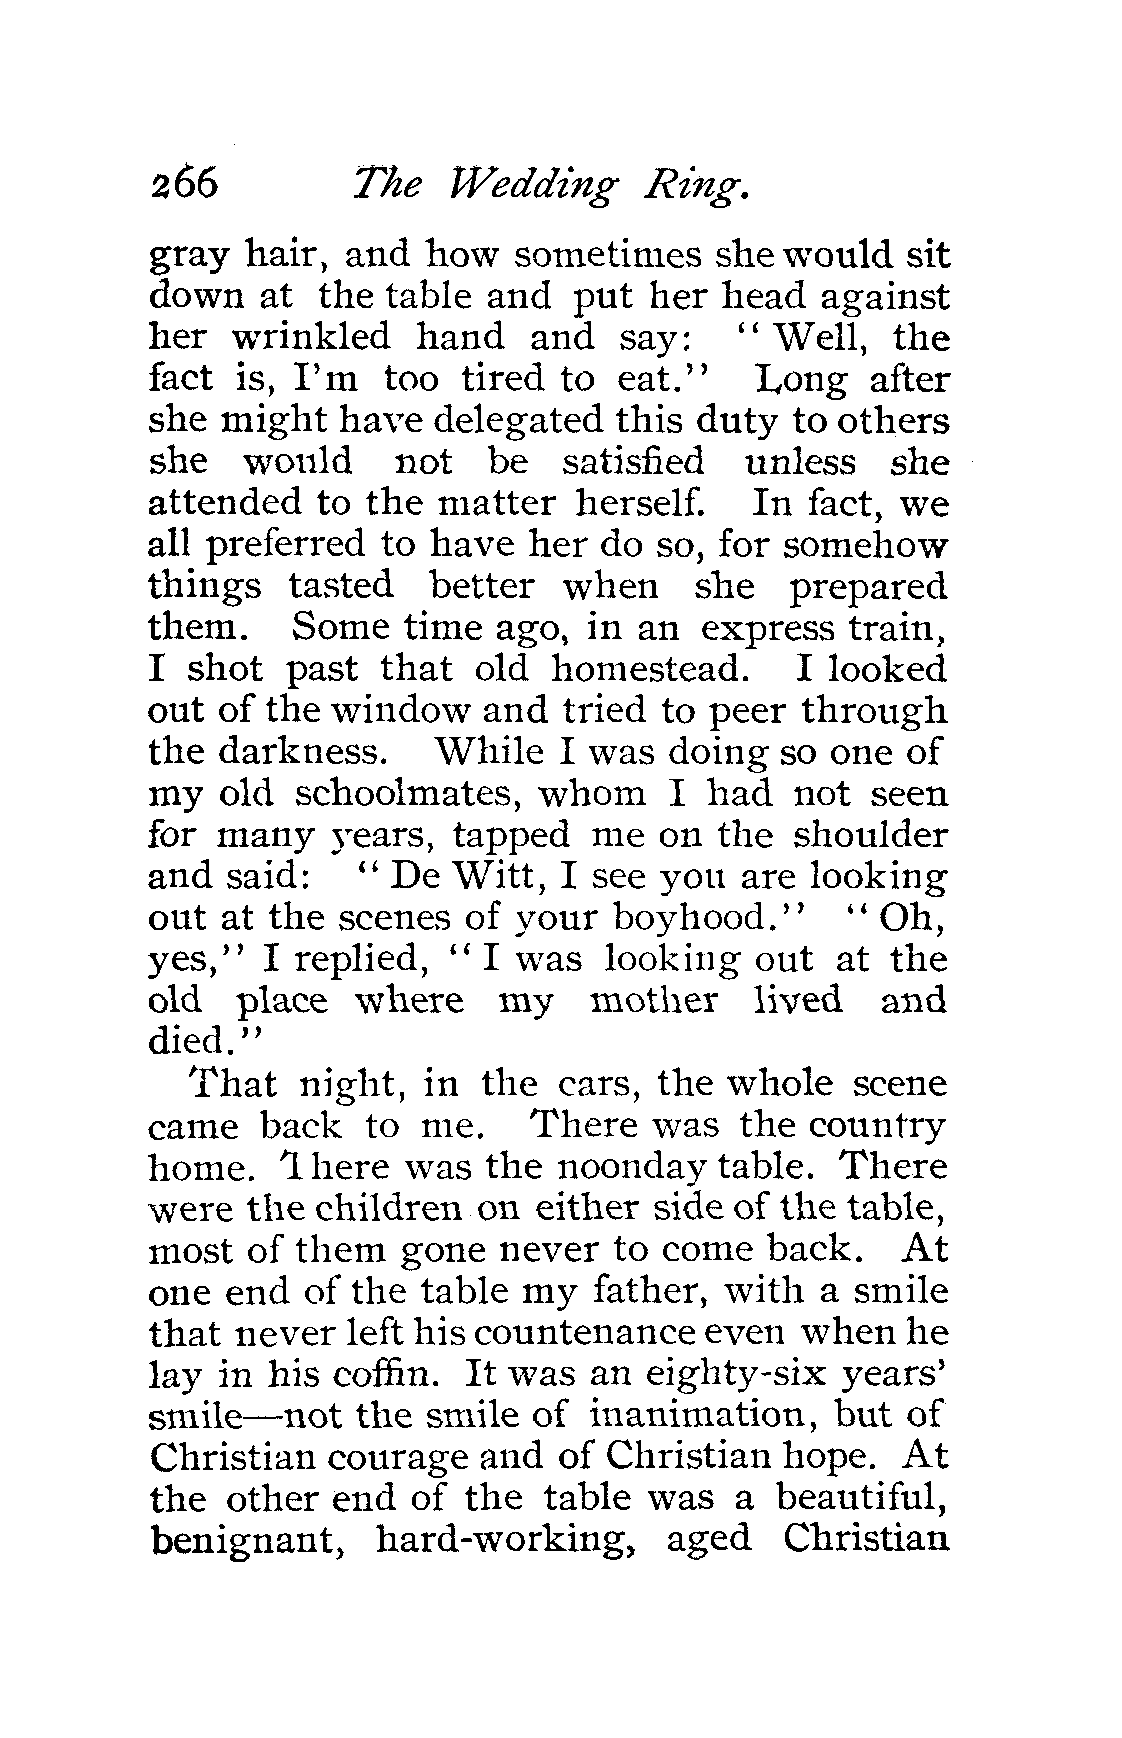 266 The Wedding Ring.
gray hair, and how sometimes she would sit
down at the table and put her head against
her wrinkled hand and say: "Well, the
fact is, I'm too tired to eat." Long after
she might have delegated this duty to others
she would not be satisfied unless she
attended to the matter herself. In fact, we
all preferred to have her do so, for somehow
things tasted better when she prepared
them. Some time ago, in an express train,
I shot past that old homestead. I looked
out of the window and tried to peer through
the darkness. While I was doing so one of
my old schoolmates, whom I had not seen
for many years, tapped me on the shoulder
and said: "De Witt, I see you are looking
out at the scenes of your boyhood." "Oh,
yes," I replied, "I was looking out at the
old place where my mother lived and
died."
That night, in the cars, the whole scene
came back to me. There was the country
home. There was the noonday table. There
were the children on either side of the table,
most of them gone never to come back. At
one end of the table my father, with a smile
that never left his countenance even when he
lay in his coffin. It was an eighty-six years'
smile—not the smile of inanimation, but of
Christian courage and of Christian hope. At
the other end of the table was a beautiful,
benignant, hard-working, aged Christian